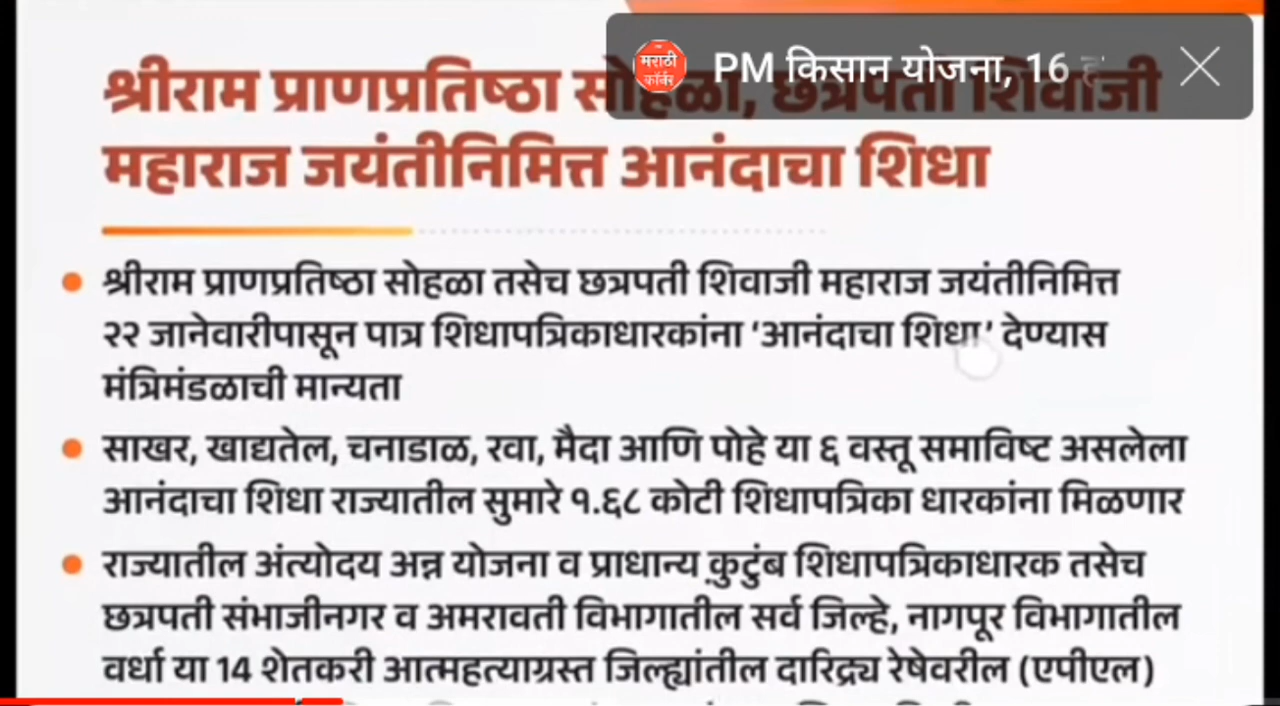 मराठी
कॉर्नर
PM किसान योजना, 16
श्रीराम प्राणप्रतिष्ठा सोहळा, छत्रपती शिवाजी
महाराज जयंतीनिमित्त आनंदाचा शिधा
श्रीराम प्राणप्रतिष्ठा सोहळा तसेच छत्रपती शिवाजी महाराज जयंतीनिमित्त
२२ जानेवारीपासून पात्र शिधापत्रिकाधारकांना ‘आनंदाचा शिधा’ देण्यास
मंत्रिमंडळाची मान्यता
साखर, खाद्यतेल, चनाडाळ, रवा, मैदा आणि पोहे या ६ वस्तू समाविष्ट असलेला
आनंदाचा शिधा राज्यातील सुमारे १.६८ कोटी शिधापत्रिका धारकांना मिळणार
राज्यातील अंत्योदय अन्न योजना व प्राधान्य कुटुंब शिधापत्रिकाधारक तसेच
छत्रपती संभाजीनगर व अमरावती विभागातील सर्व जिल्हे, नागपूर विभागातील
वर्धा या 14 शेतकरी आत्महत्याग्रस्त जिल्ह्यांतील दारिद्र्य रेषेवरील (एपीएल)